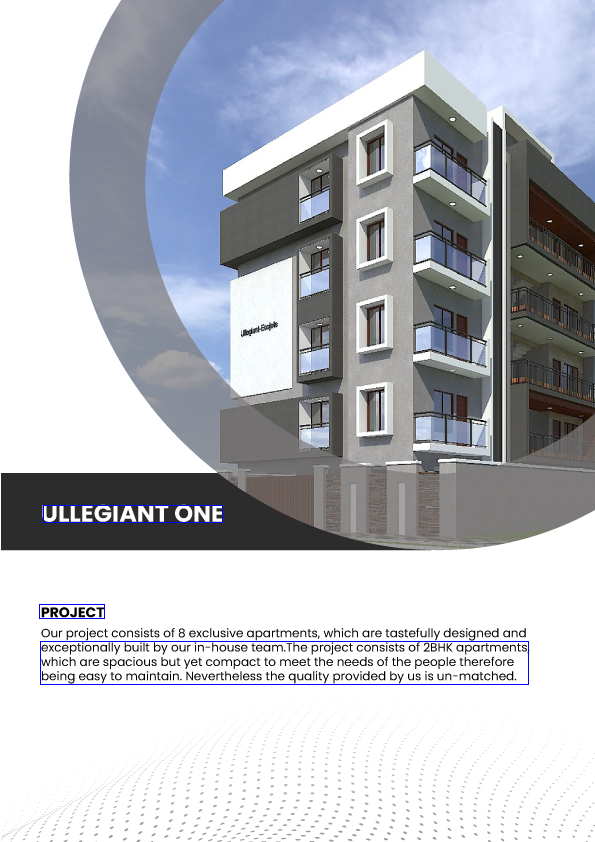 Ullegiant-Exojets
ULLEGIANT ONE
PROJECT
Our project consists of 8 exclusive apartments, which are tastefully designed and
exceptionally built by our in-house team.The project consists of 2BHK apartments
which are spacious but yet compact to meet the needs of the people therefore
being easy to maintain. Nevertheless the quality provided by us is un-matched.